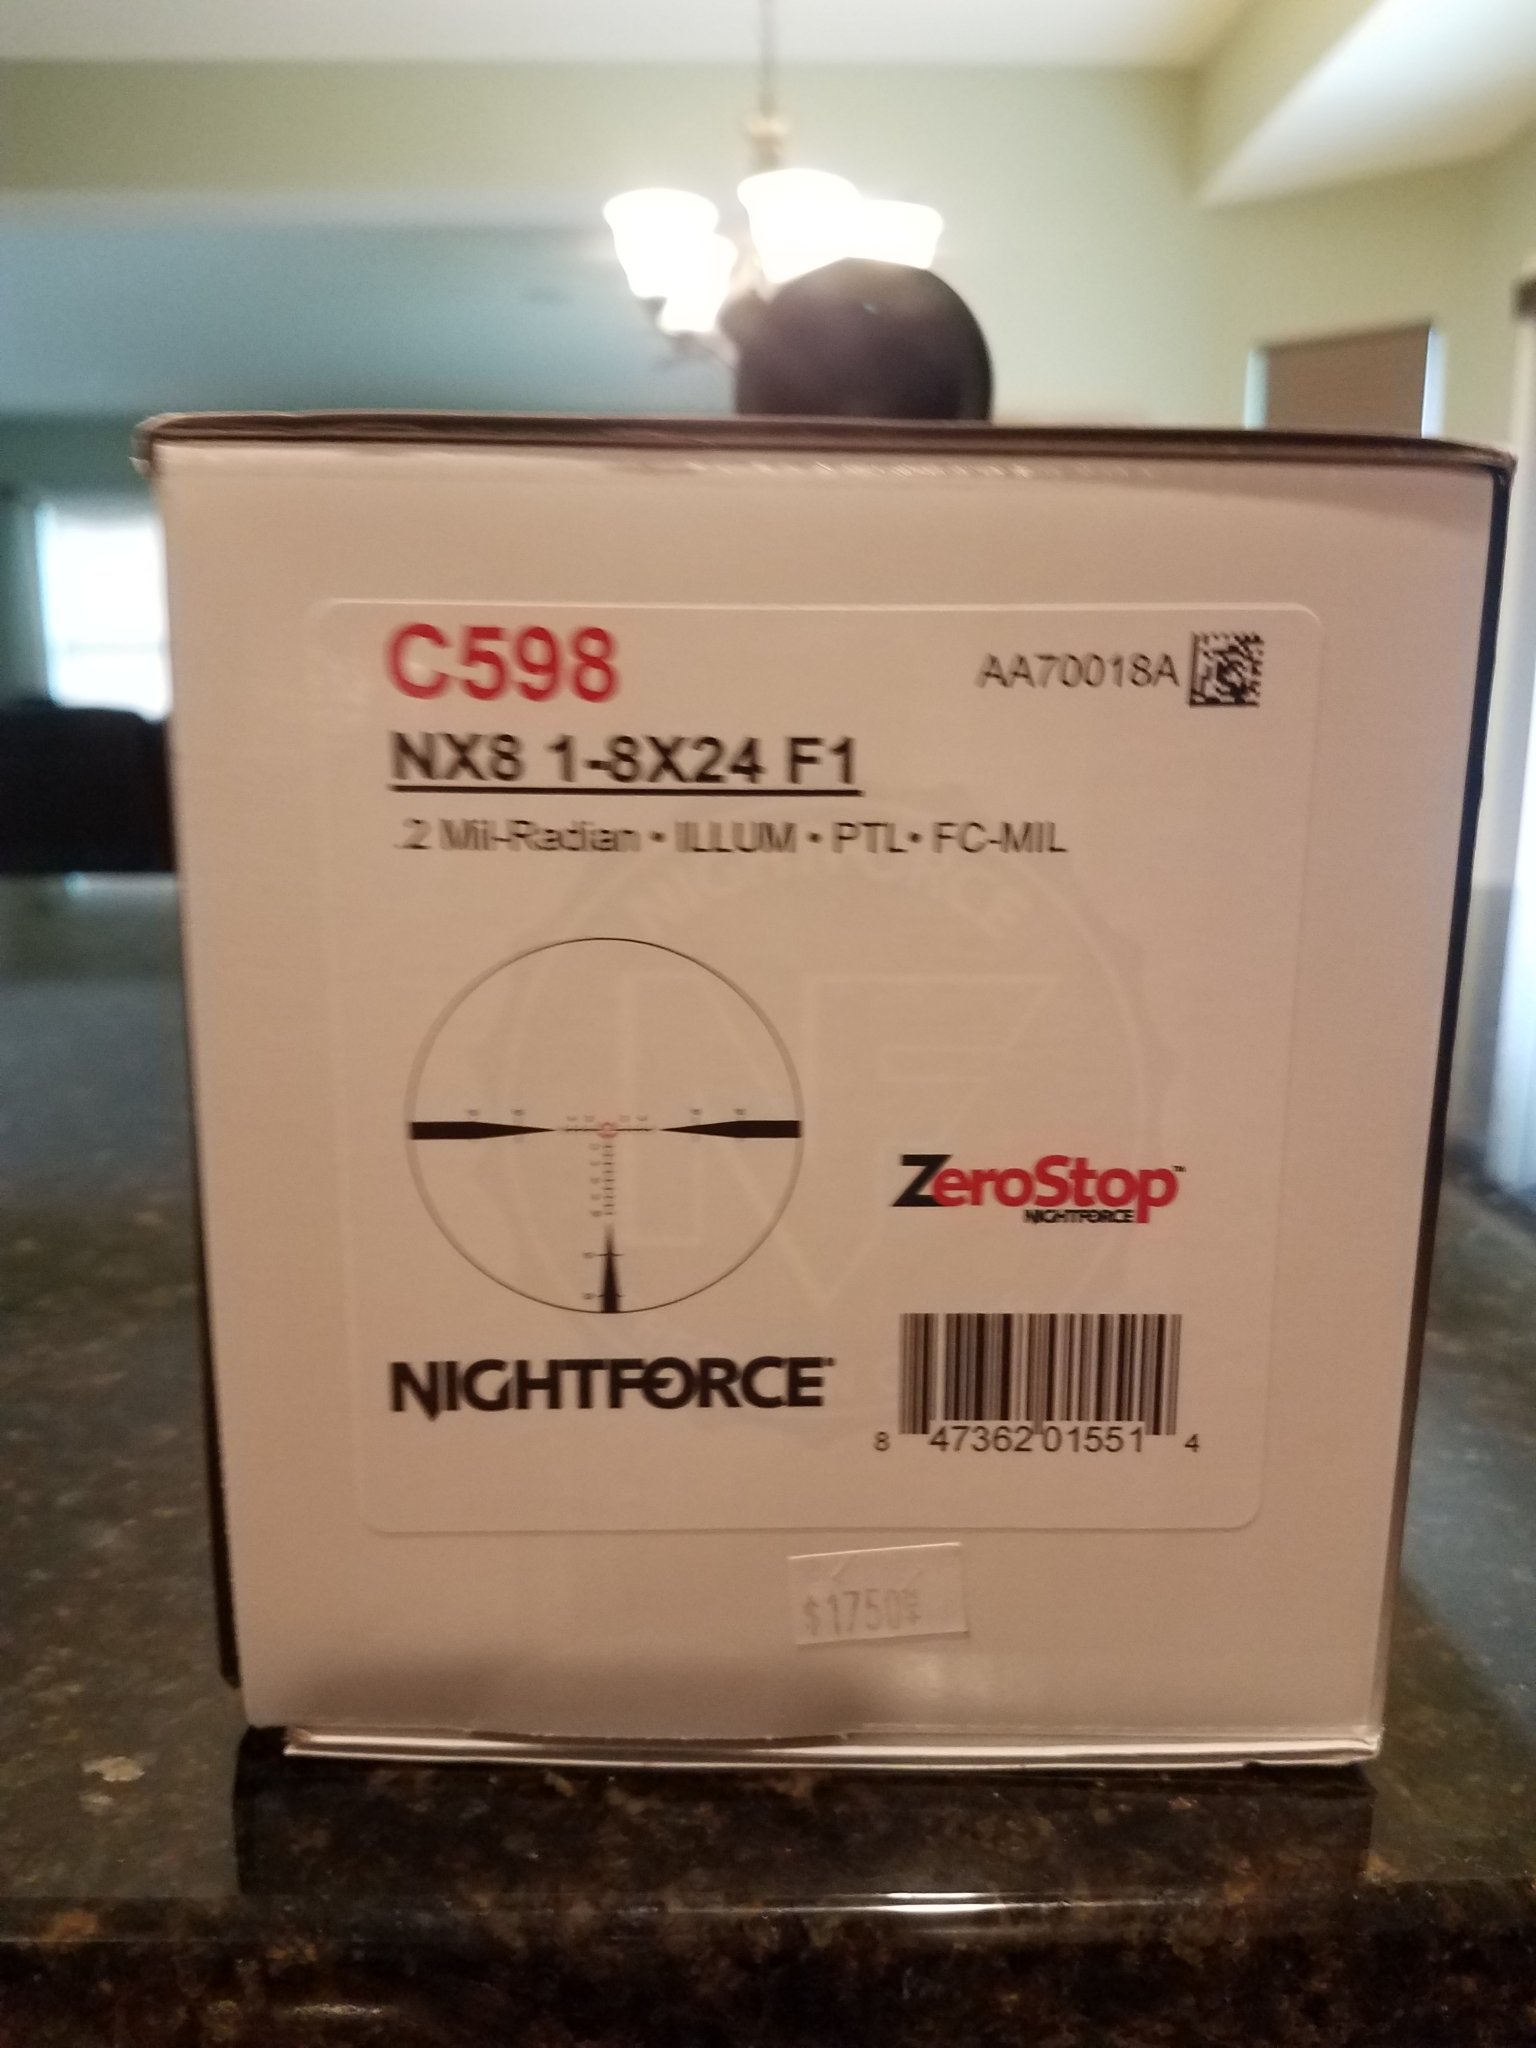 C598
AA70018A
NX8 1-8X24 F1
.2 Mil-Radian • ILLUM • PTL• FC-MIL
ZeroStop™
NIGHTFORCE
NIGHTFORCE
8 47362 01551 4
$1750